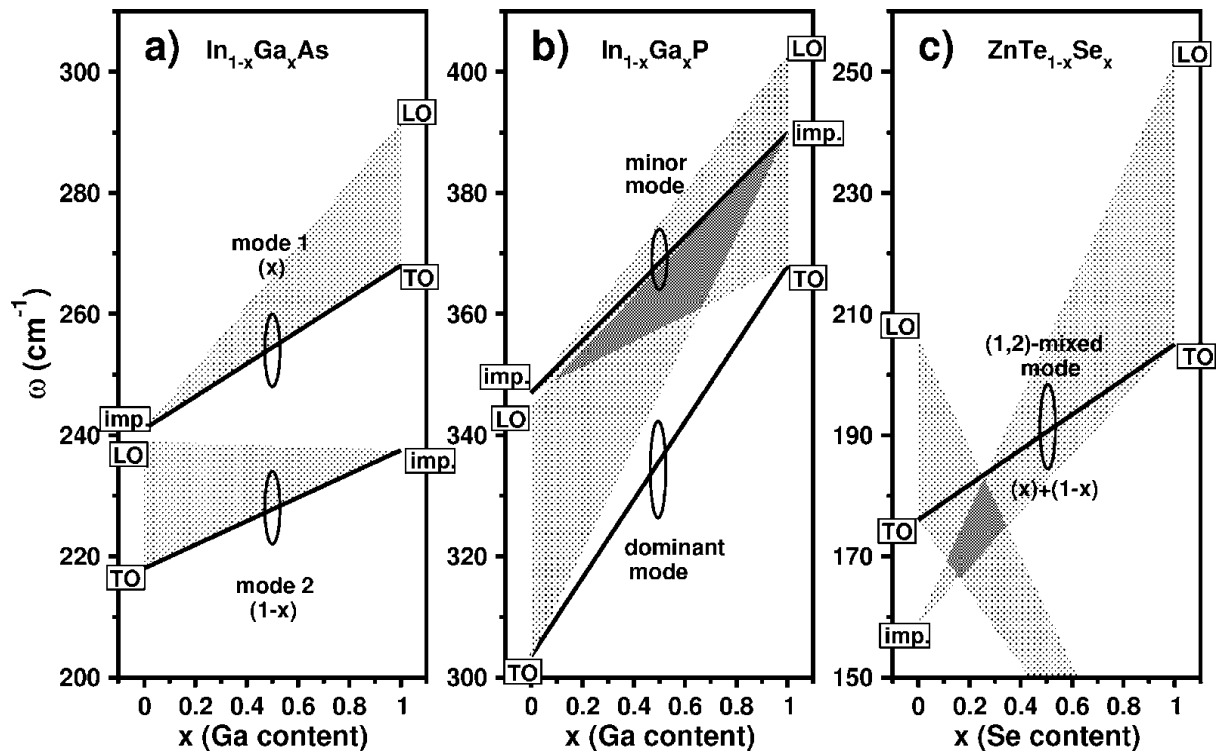 a) In1-xGaxAs
300
280
260
240
220
200
ω (cm-1)
LO
mode 1
(x)
TO
imp.
LO
imp.
TO
mode 2
(1-x)
0 0.2 0.4 0.6 0.8 1
x (Ga content)
b) In1-xGaxP
400
380
360
340
320
300
LO
imp.
minor
mode
TO
imp.
LO
dominant
mode
TO
0 0.2 0.4 0.6 0.8 1
x (Ga content)
c) ZnTe1-xSex
250
230
210
190
170
150
LO
LO
(1,2)-mixed
mode
TO
(x)+(1-x)
TO
imp.
0 0.2 0.4 0.6 0.8 1
x (Se content)